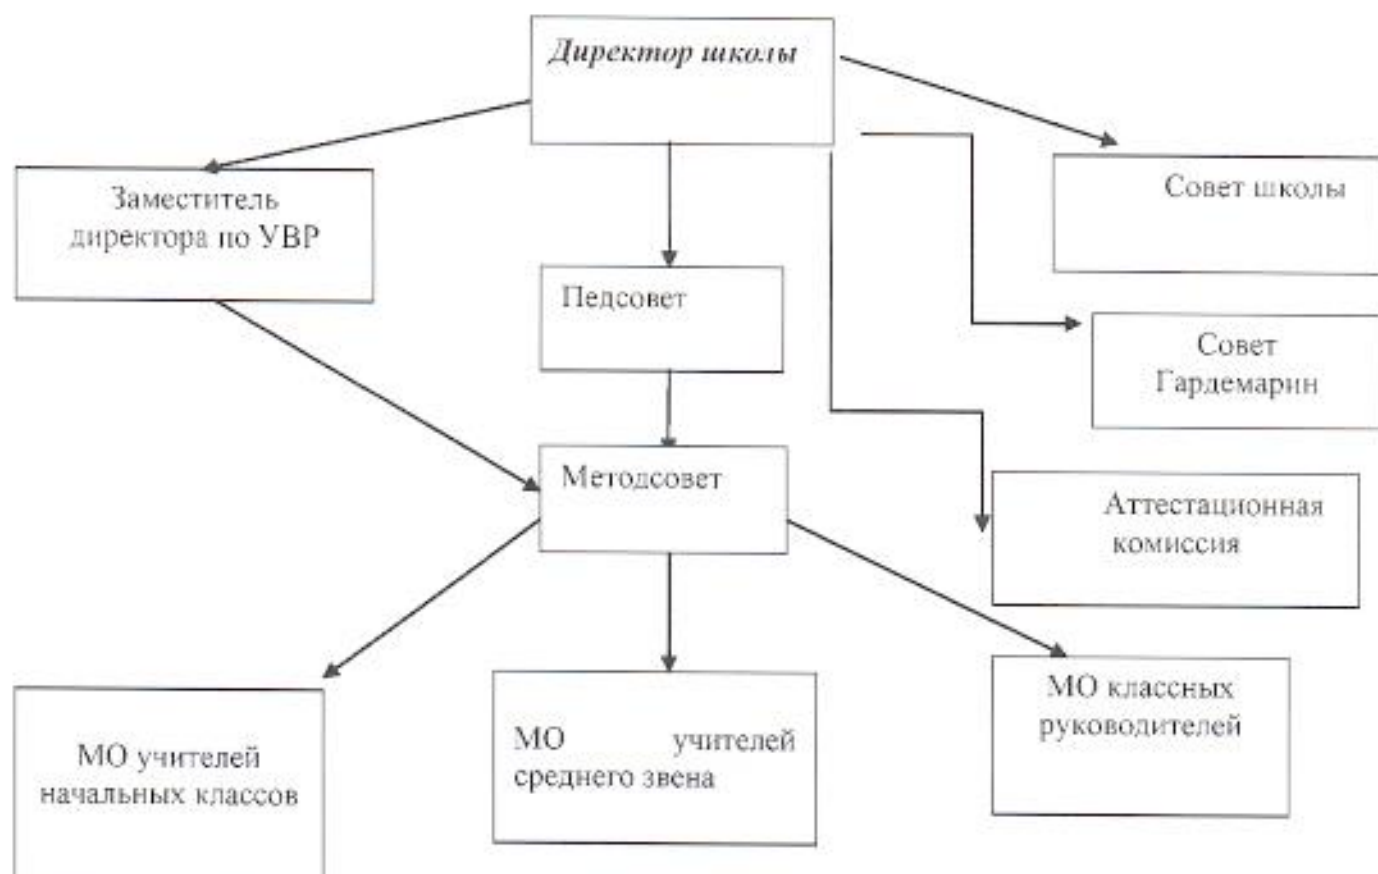 Директор школы
Заместитель
директора по УВР
Совет школы
Педсовет
Совет
Гардемарин
Методсовет
Аттестационная
комиссия
МО учителей
начальных классов
МО учителей
среднего звена
МО классных
руководителей